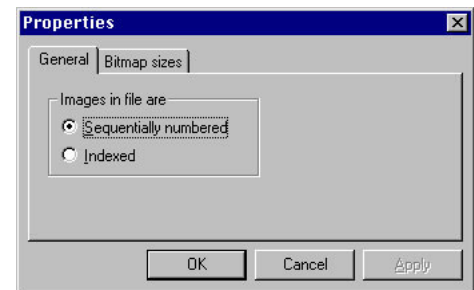 Properties
General Bitmap sizes
Images in file are
Sequentially numbered
Indexed
OK Cancel Apply